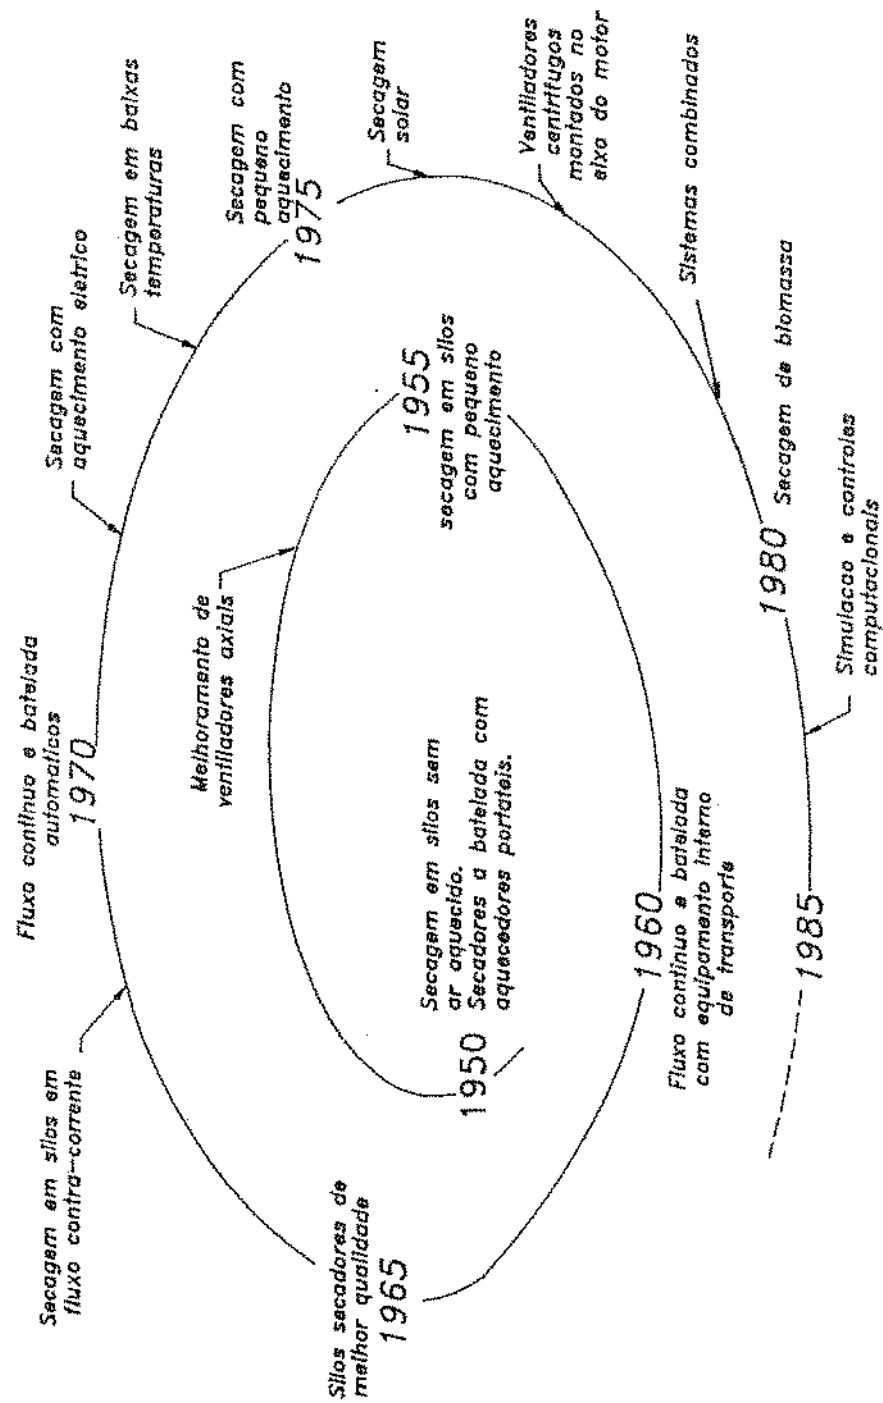 Secagem em silos sem
ar aquecido.
1950 Secadores a batelada com
aquecedores portateis.
Melhoramento de
ventiladores axiais
1955
secagem em silos
com pequeno
aquecimento
1960
Fluxo continuo e batelada
com equipamento interno
de transporte
Silos secadores de
melhor qualidade
1965
Secagem em silos em
fluxo contra-corrente
Fluxo continuo e batelada
automaticos
1970
Secagem com
aquecimento eletrico
Secagem em baixas
temperaturas
Secagem com
pequeno
aquecimento
1975
Secagem
solar
Ventiladores
centrifugos
montados no
eixo do motor
Sistemas combinados
1980 Secagem de biomassa
Simulacao e controles
computacionais
1985